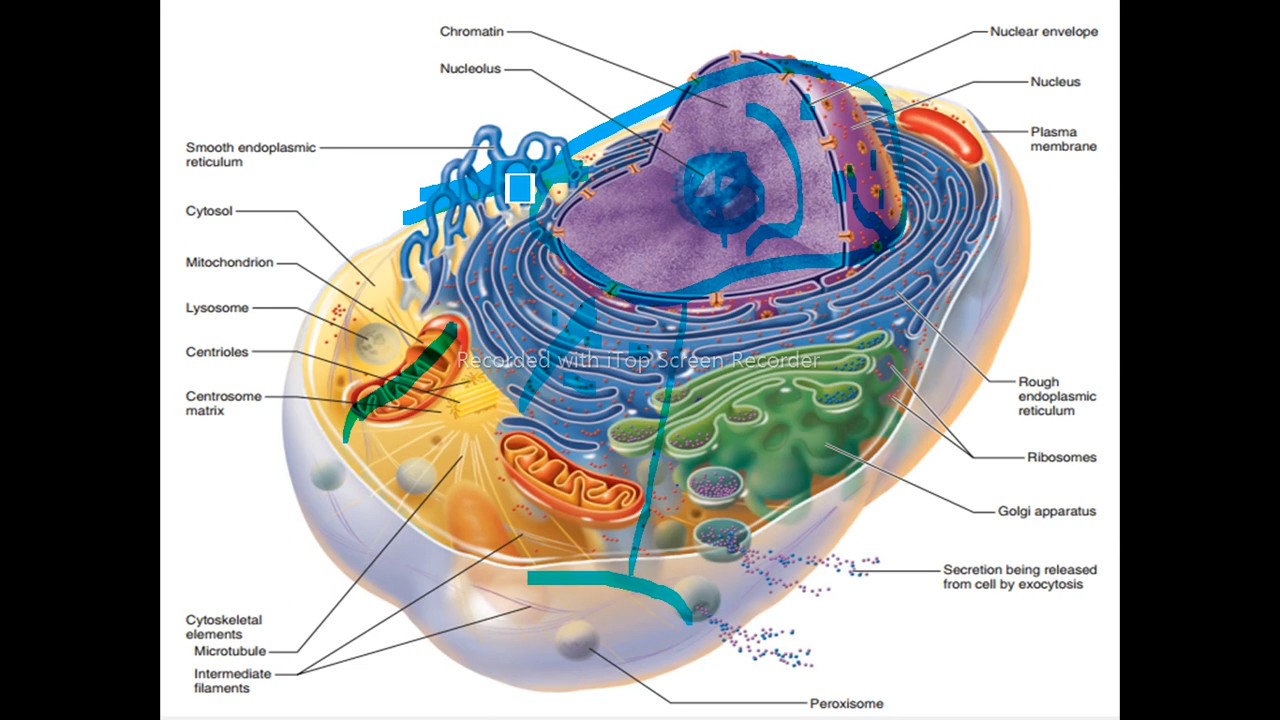 Chromatin
Nucleolus
Smooth endoplasmic
reticulum
Cytosol
Mitochondrion
Lysosome
Centrioles
Centrosome
matrix
Cytoskeletal
elements
Microtubule
Intermediate
filaments
Nuclear envelope
Nucleus
Plasma
membrane
Recorded with iTop Screen Recorder
Rough
endoplasmic
reticulum
Ribosomes
Golgi apparatus
Secretion being released
from cell by exocytosis
Peroxisome